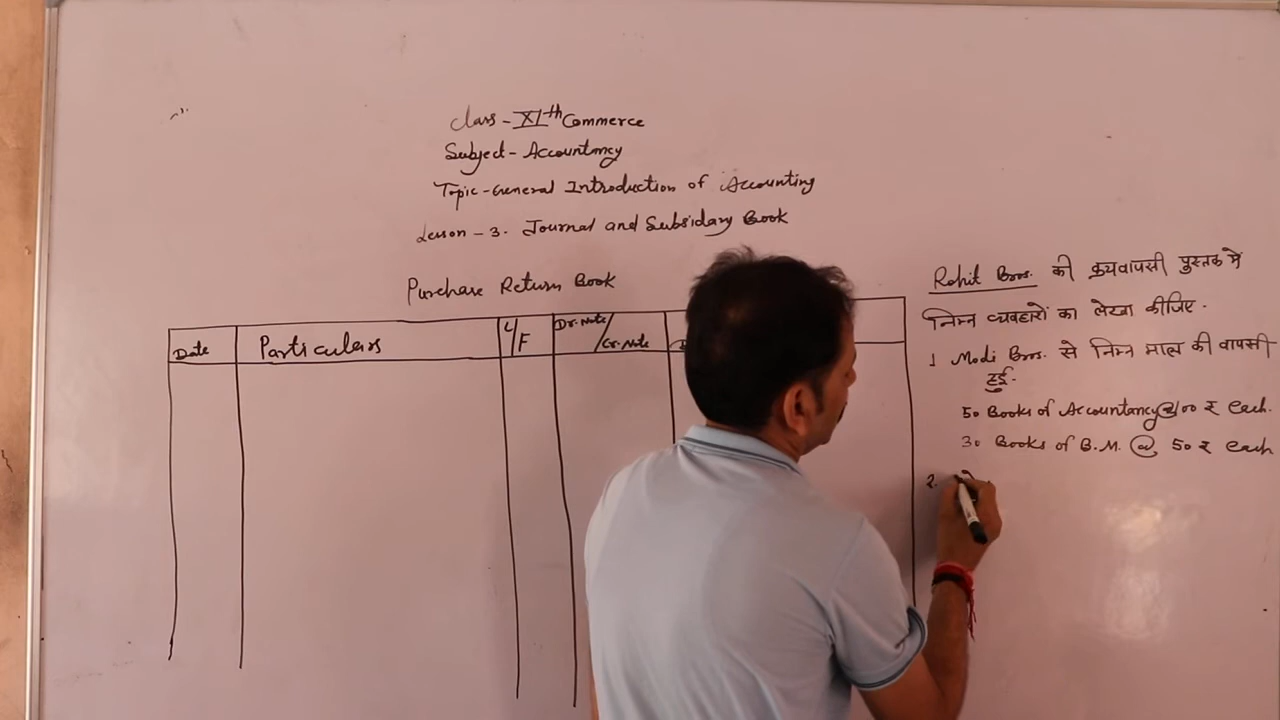 Class - XIth Commerce
Subject - Accountancy
Topic - General Introduction of Accounting
Lesson - 3. Journal and Subsidary Book
Purchase Return Book
Date Particulars L/F Dr. Note/Cr. Note
Rohit Bros. की क्रयवापसी पुस्तक मे
निम्न व्यवहारों का लेखा कीजिए.
1 Modi Bros. से निम्न माल की वापसी
हुई.
50 Books of Accountancy @ 100 ₹ each.
30 Books of B.M. @ 50 ₹ each
2.